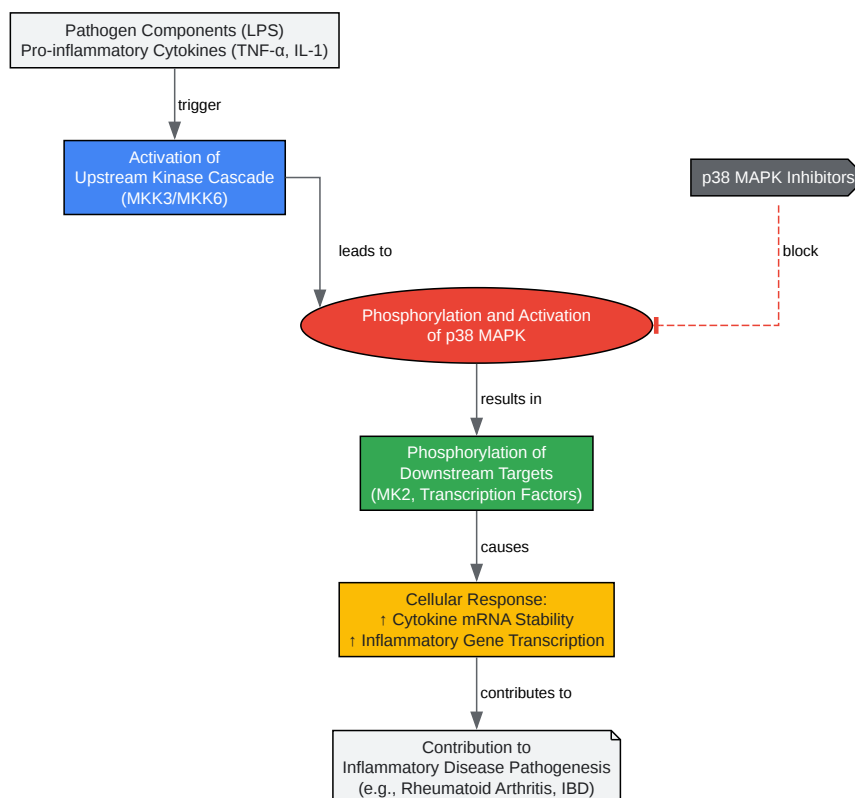 Pathogen Components (LPS)
Pro-inflammatory Cytokines (TNF-α, IL-1)
trigger
Activation of
Upstream Kinase Cascade
(MKK3/MKK6)
p38 MAPK Inhibitors
leads to
block
Phosphorylation and Activation
of p38 MAPK
results in
Phosphorylation of
Downstream Targets
(MK2, Transcription Factors)
causes
Cellular Response:
↑ Cytokine mRNA Stability
↑ Inflammatory Gene Transcription
contributes to
Contribution to
Inflammatory Disease Pathogenesis
(e.g., Rheumatoid Arthritis, IBD)